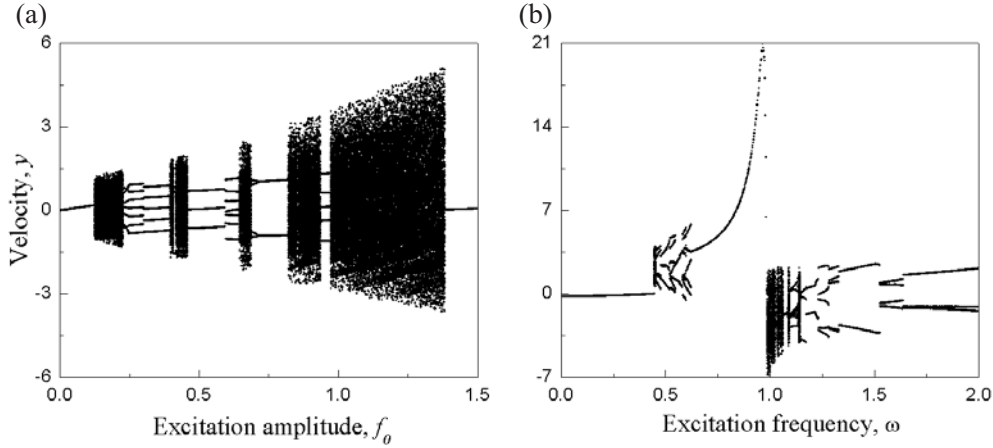 (a)
(b)
6
3
0
-3
-6
Velocity, y
0.0 0.5 1.0 1.5
Excitation amplitude, f₀
21
14
7
0
-7
0.0 0.5 1.0 1.5 2.0
Excitation frequency, ω